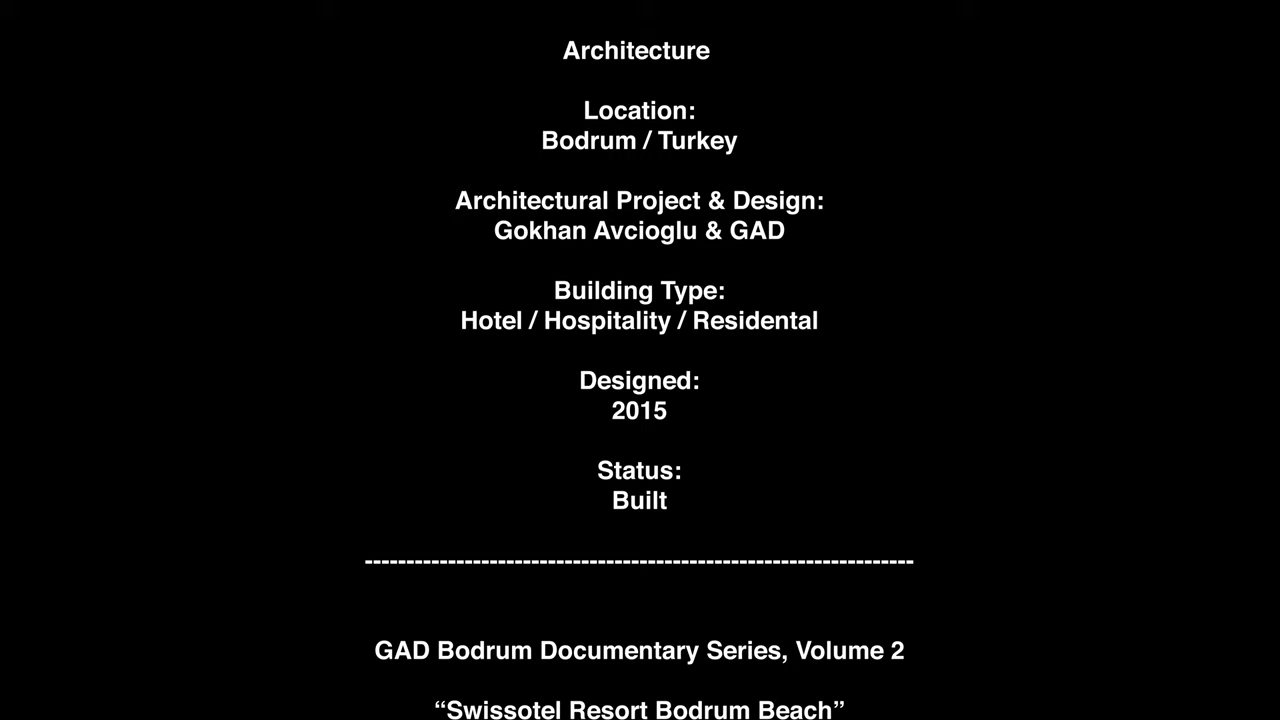 Architecture
Location:
Bodrum / Turkey
Architectural Project & Design:
Gokhan Avcioglu & GAD
Building Type:
Hotel / Hospitality / Residental
Designed:
2015
Status:
Built
-------------------------------------------------------------------
GAD Bodrum Documentary Series, Volume 2
“Swissotel Resort Bodrum Beach”